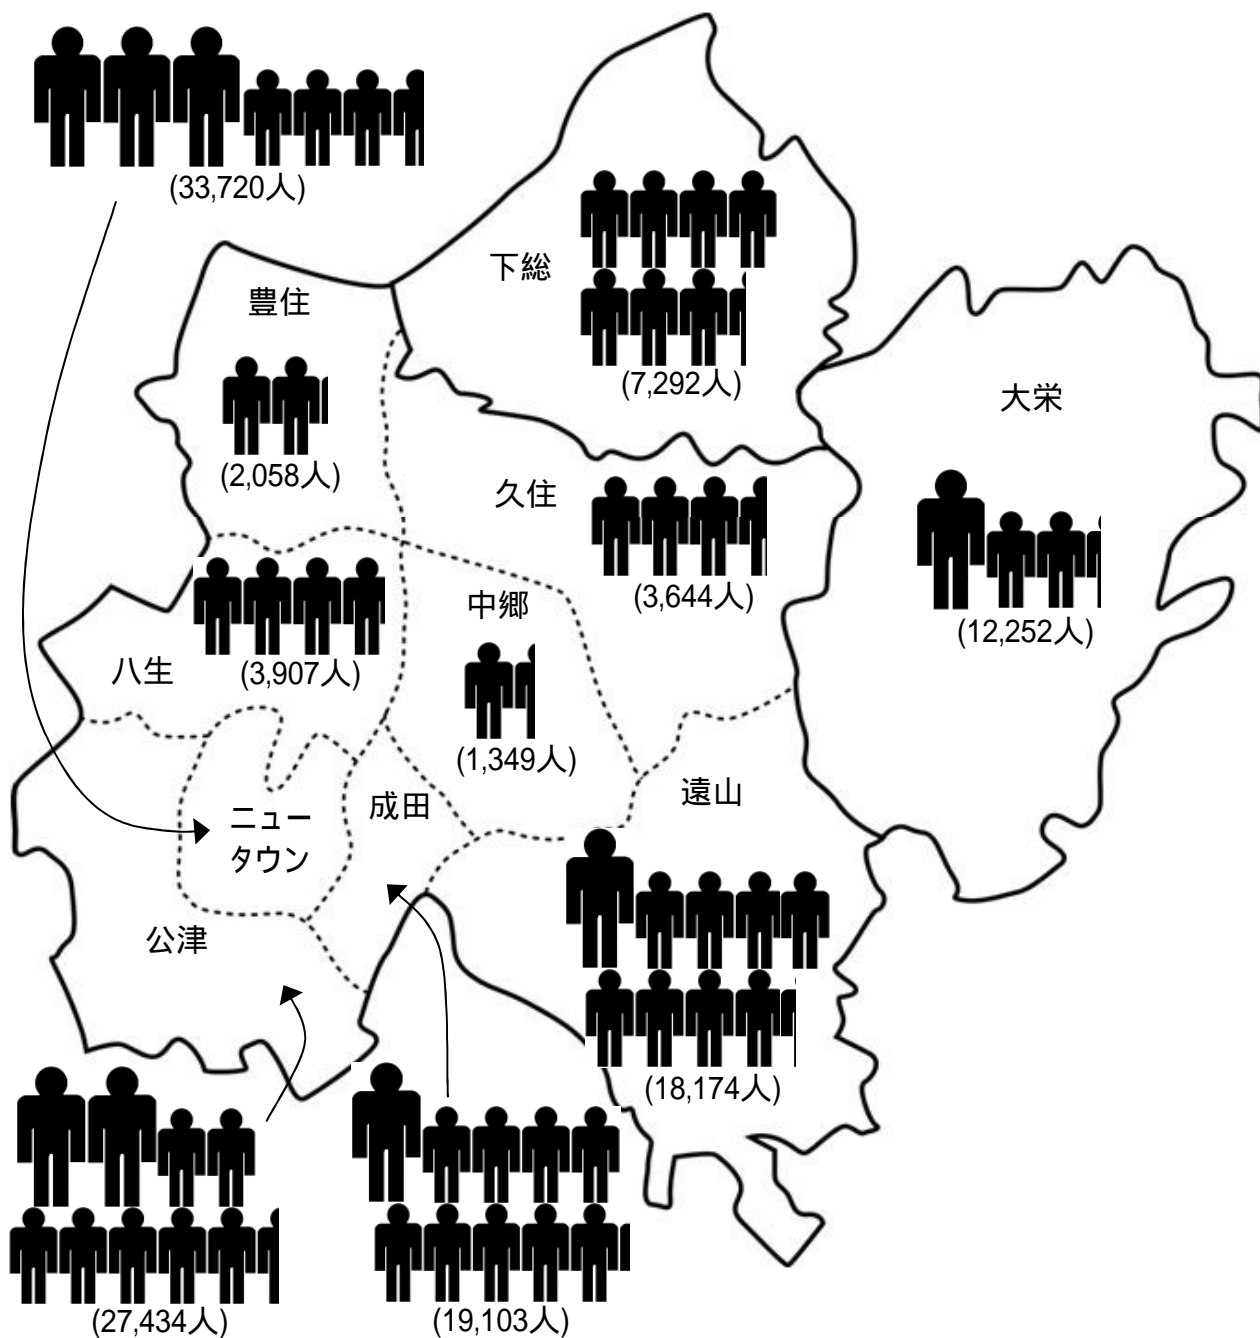 (33,720人)
下総
(7,292人)
豊住
(2,058人)
大栄
(12,252人)
久住
(3,644人)
八生
(3,907人)
中郷
(1,349人)
ニュー
タウン
成田
遠山
(18,174人)
公津
(27,434人)
(19,103人)